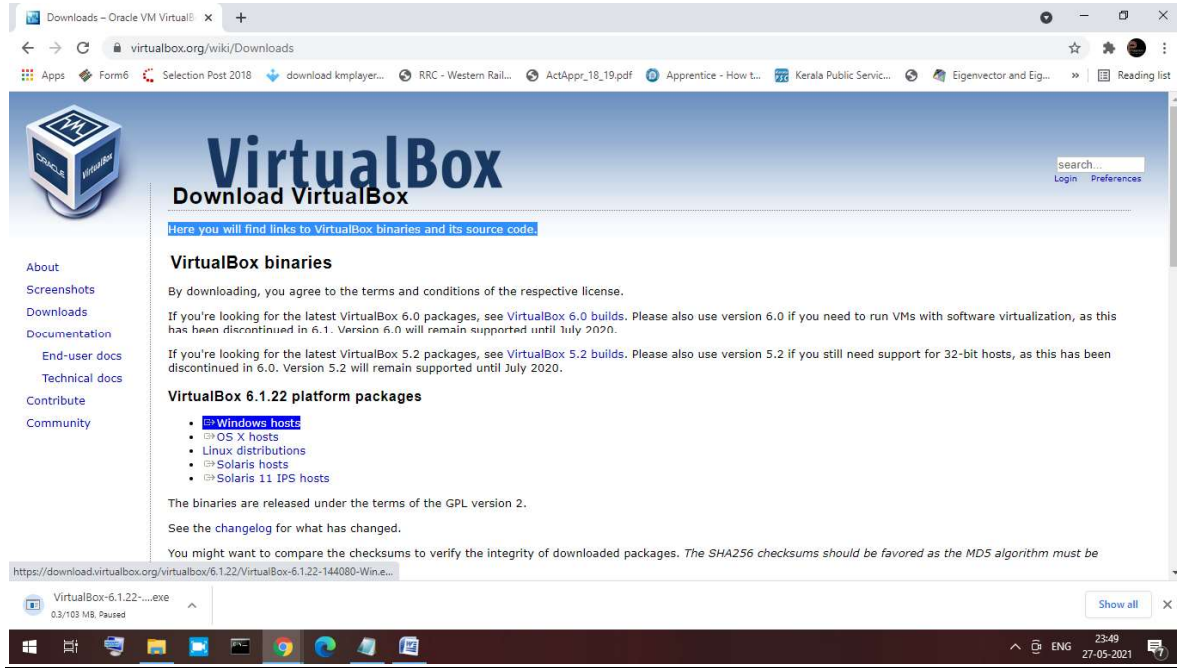 Downloads – Oracle VM VirtualB
virtualbox.org/wiki/Downloads
Apps Form6 Selection Post 2018 download kmplayer... RRC - Western Rail... ActAppr_18_19.pdf Apprentice - How t... Kerala Public Servic... Eigenvector and Eig... » Reading list
ORACLE VM VirtualBox
VirtualBox
search...
Login Preferences
Download VirtualBox
Here you will find links to VirtualBox binaries and its source code.
About
Screenshots
Downloads
Documentation
End-user docs
Technical docs
Contribute
Community
VirtualBox binaries
By downloading, you agree to the terms and conditions of the respective license.
If you're looking for the latest VirtualBox 6.0 packages, see VirtualBox 6.0 builds. Please also use version 6.0 if you need to run VMs with software virtualization, as this
has been discontinued in 6.1. Version 6.0 will remain supported until July 2020.
If you're looking for the latest VirtualBox 5.2 packages, see VirtualBox 5.2 builds. Please also use version 5.2 if you still need support for 32-bit hosts, as this has been
discontinued in 6.0. Version 5.2 will remain supported until July 2020.
VirtualBox 6.1.22 platform packages
• Windows hosts
• OS X hosts
• Linux distributions
• Solaris hosts
• Solaris 11 IPS hosts
The binaries are released under the terms of the GPL version 2.
See the changelog for what has changed.
You might want to compare the checksums to verify the integrity of downloaded packages. The SHA256 checksums should be favored as the MD5 algorithm must be
https://download.virtualbox.org/virtualbox/6.1.22/VirtualBox-6.1.22-144080-Win.e...
VirtualBox-6.1.22-....exe
0.3/103 MB, Paused
Show all
ENG
23:49
27-05-2021
7